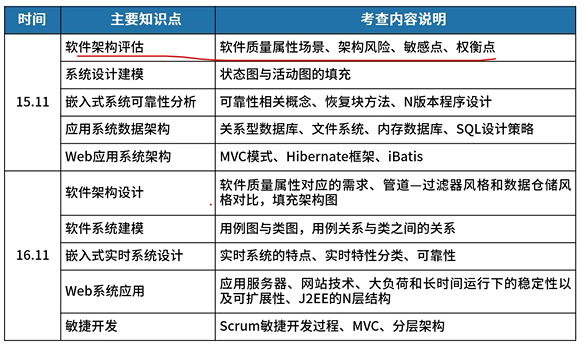 时间 主要知识点 考查内容说明
15.11
软件架构评估 软件质量属性场景、架构风险、敏感点、权衡点
系统设计建模 状态图与活动图的填充
嵌入式系统可靠性分析 可靠性相关概念、恢复块方法、N版本程序设计
应用系统数据架构 关系型数据库、文件系统、内存数据库、SQL设计策略
Web应用系统架构 MVC模式、Hibernate框架、iBatis
16.11
软件架构设计 软件质量属性对应的需求、管道—过滤器风格和数据仓储风
格对比，填充架构图
软件系统建模 用例图与类图，用例关系与类之间的关系
嵌入式实时系统设计 实时系统的特点、实时特性分类、可靠性
Web系统应用 应用服务器、网站技术、大负荷和长时间运行下的稳定性以
及可扩展性、J2EE的N层结构
敏捷开发 Scrum敏捷开发过程、MVC、分层架构